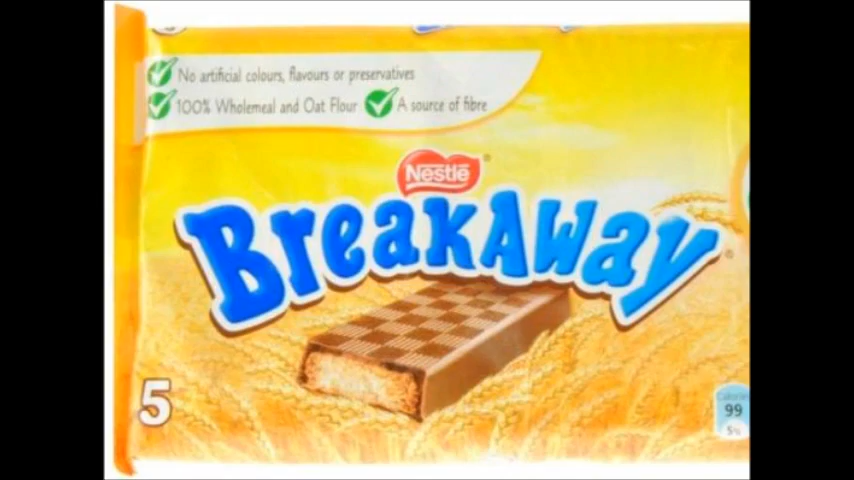 No artificial colours, flavours or preservatives
100% Wholemeal and Oat Flour
A source of fibre
Nestlé
BreakAway
5
Calories
99
5%